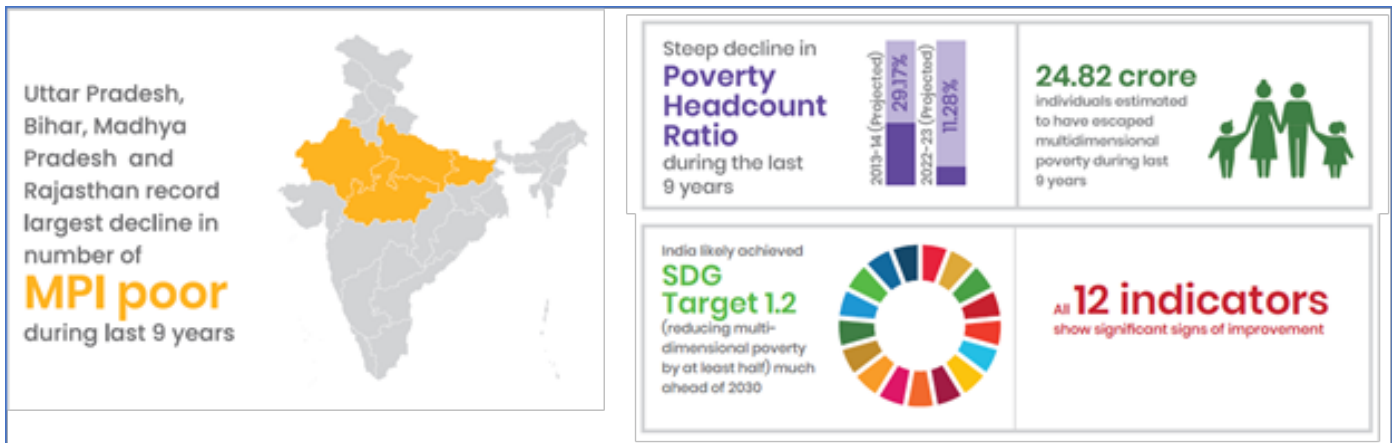 Uttar Pradesh,
Bihar, Madhya
Pradesh and
Rajasthan record
largest decline in
number of
MPI poor
during last 9 years
Steep decline in
Poverty
Headcount
Ratio
during the last
9 years
2013-14 (Projected)
29.17%
2022-23 (Projected)
11.28%
24.82 crore
individuals estimated
to have escaped
multidimensional
poverty during last
9 years
India likely achieved
SDG
Target 1.2
(reducing multi-
dimensional poverty
by at least half) much
ahead of 2030
All 12 indicators
show significant signs of improvement